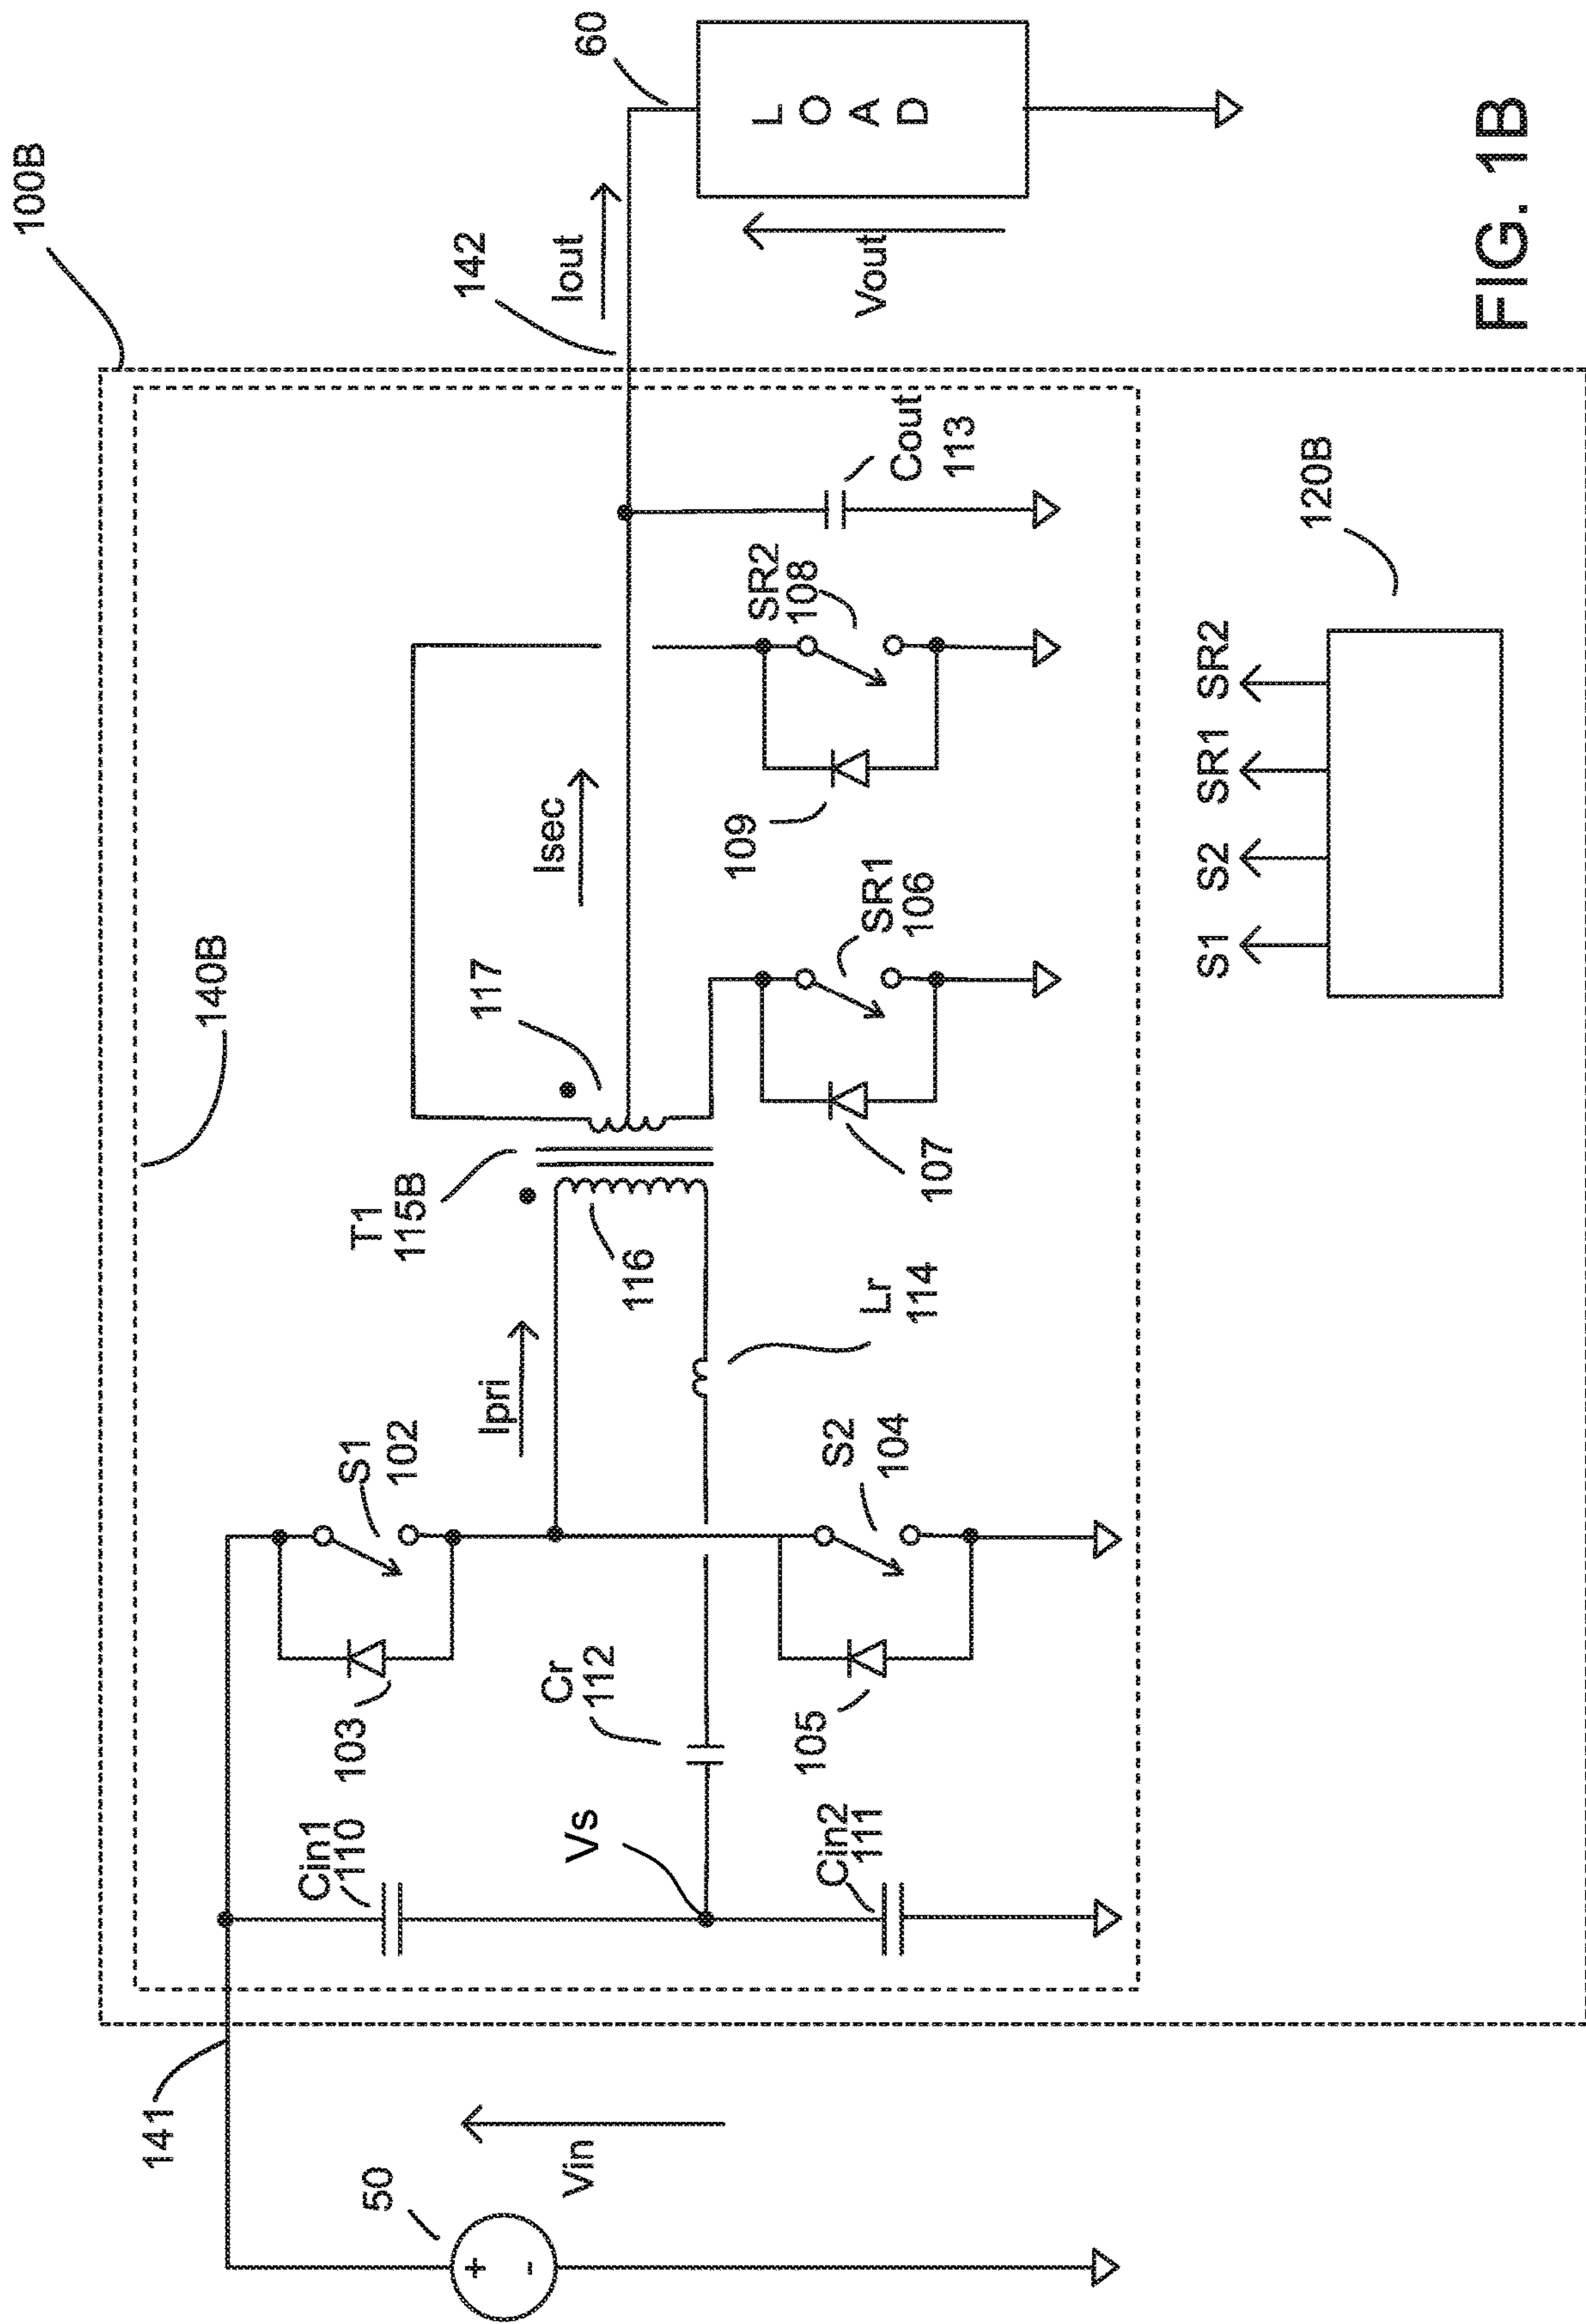 100B
140B
141
50
+
-
Vin
Cin1
110
103
S1
102
Ipri
T1
115B
117
Isec
142
Iout
60
LOAD
Vout
Vs
Cr
112
116
Lr
114
Cin2
111
105
S2
104
107
SR1
106
109
SR2
108
Cout
113
S1 S2 SR1 SR2
120B
FIG. 1B